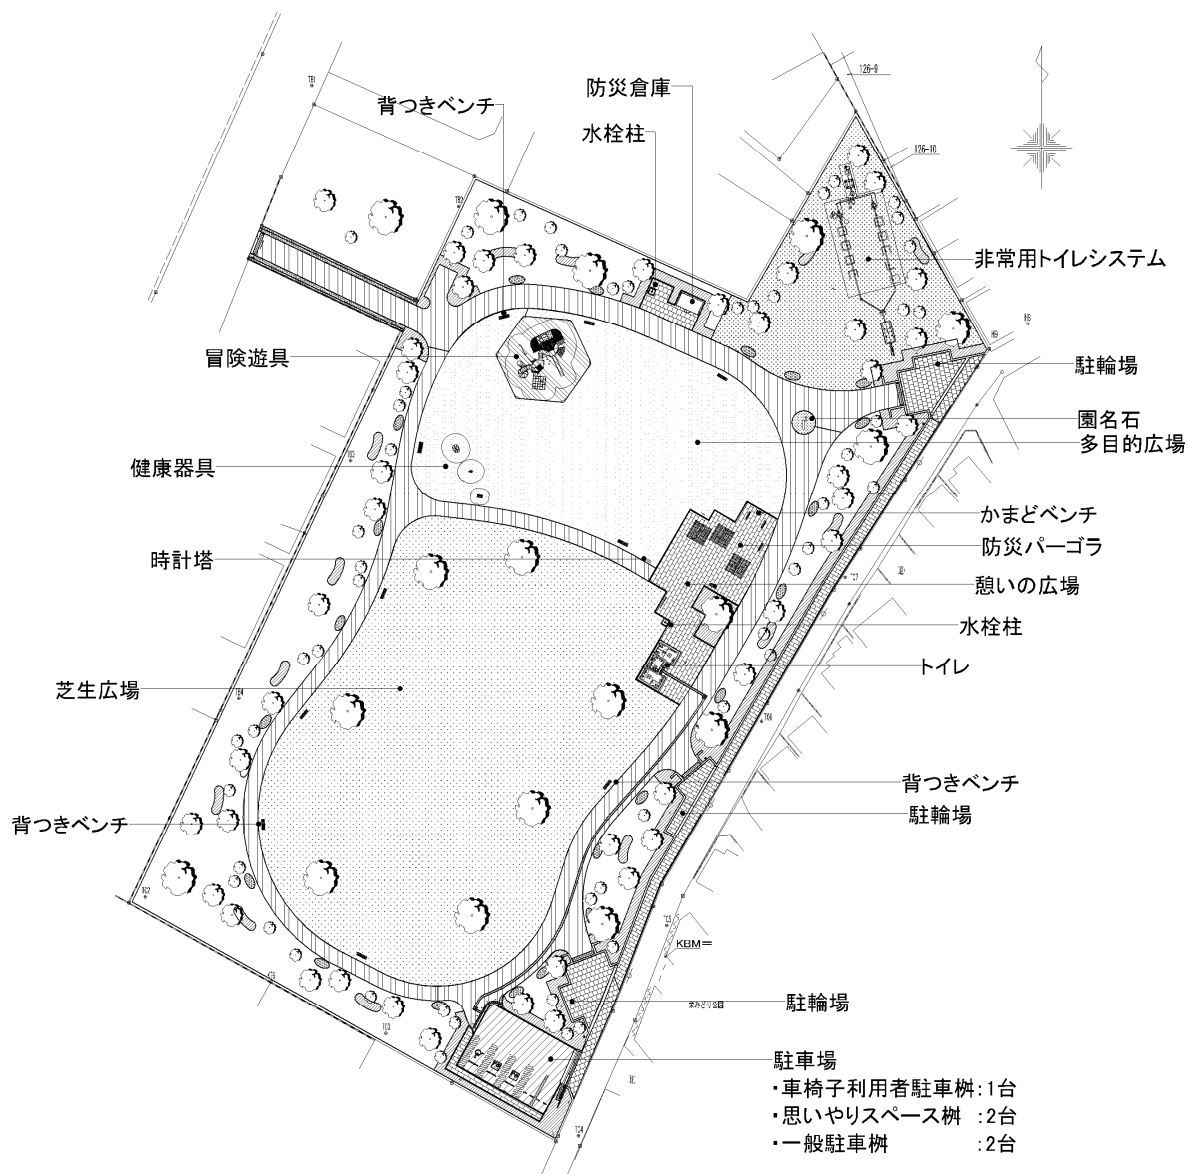 126-9
TB1
防災倉庫
背つきベンチ
水栓柱
126-10
TB2
非常用トイレシステム
冒険遊具
駐輪場
園名石
多目的広場
健康器具
かまどベンチ
防災パーゴラ
時計塔
憩いの広場
水栓柱
トイレ
芝生広場
背つきベンチ
駐輪場
背つきベンチ
KBM=
駐輪場
駐車場
・車椅子利用者駐車桝:1台
・思いやりスペース桝 :2台
・一般駐車桝 :2台